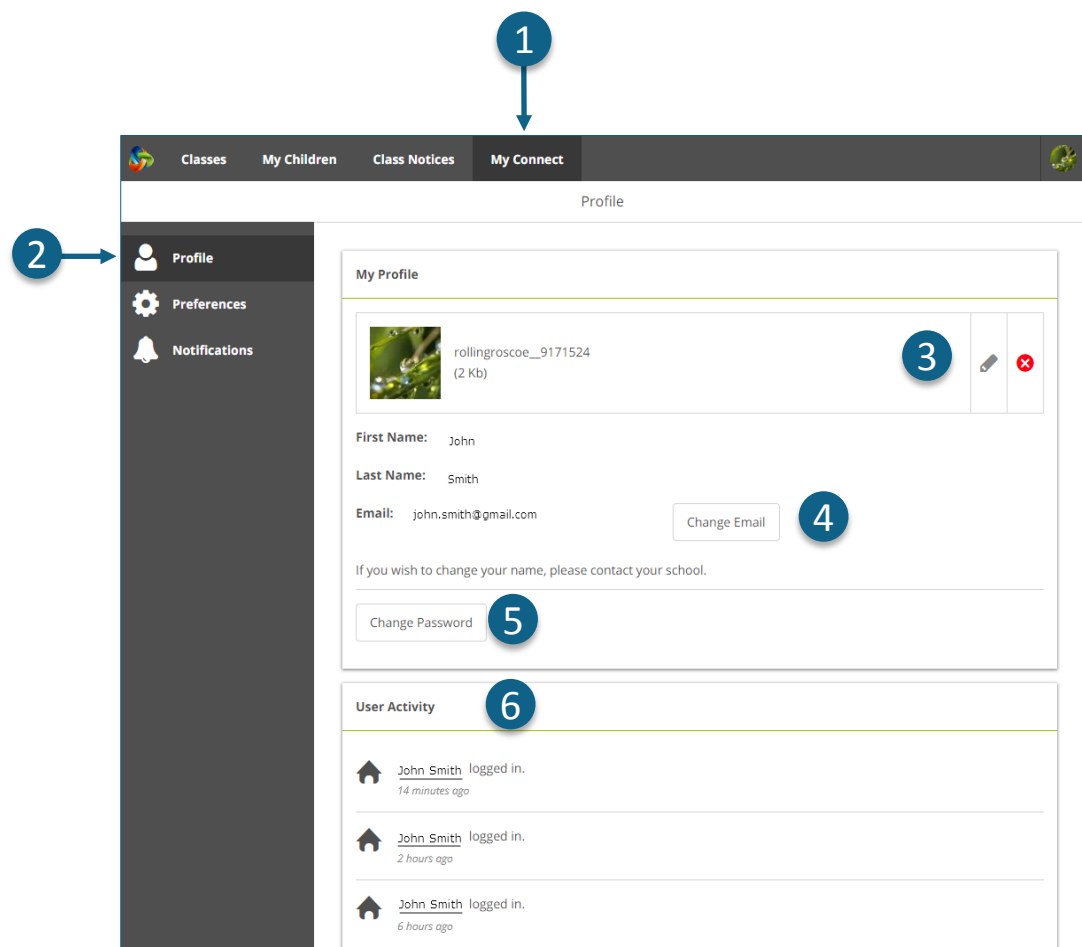 1
Classes My Children Class Notices My Connect
Profile
2
Profile
Preferences
Notifications
My Profile
rollingroscoe__9171524
(2 Kb)
3
First Name: John
Last Name: Smith
Email: john.smith@gmail.com
Change Email
4
If you wish to change your name, please contact your school.
Change Password
5
User Activity
6
John Smith logged in.
14 minutes ago
John Smith logged in.
2 hours ago
John Smith logged in.
6 hours ago